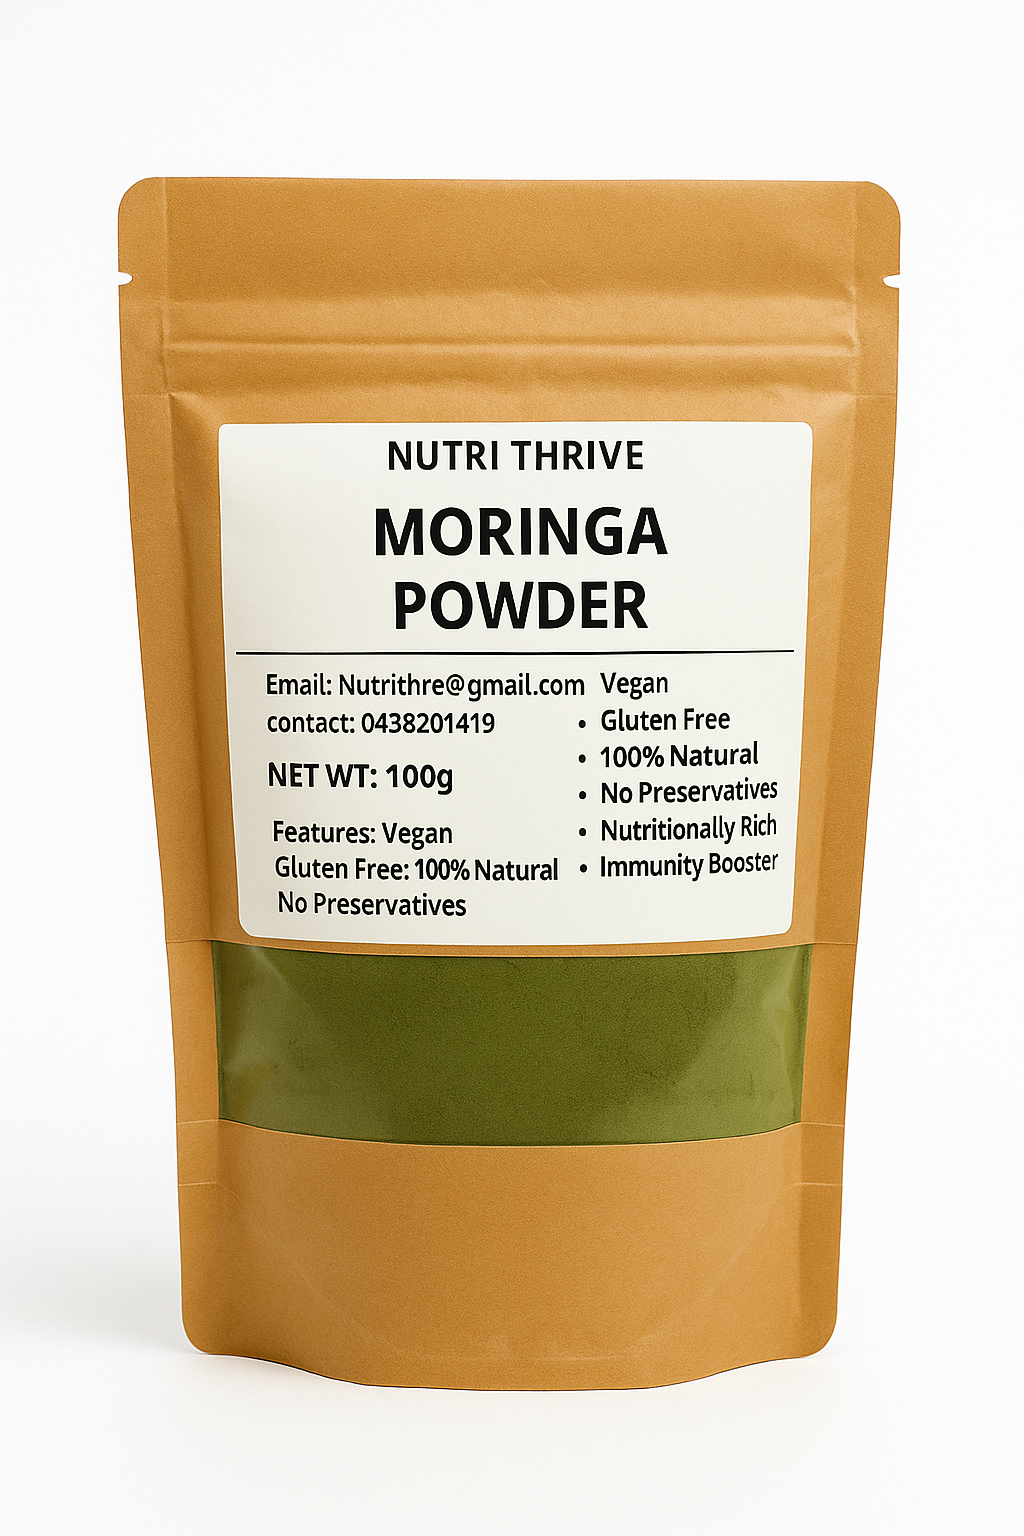 NUTRI THRIVE
MORINGA
POWDER
Email: Nutrithre@gmail.com
contact: 0438201419
NET WT: 100g
Features: Vegan
Gluten Free: 100% Natural
No Preservatives
Vegan
• Gluten Free
• 100% Natural
• No Preservatives
• Nutritionally Rich
• Immunity Booster